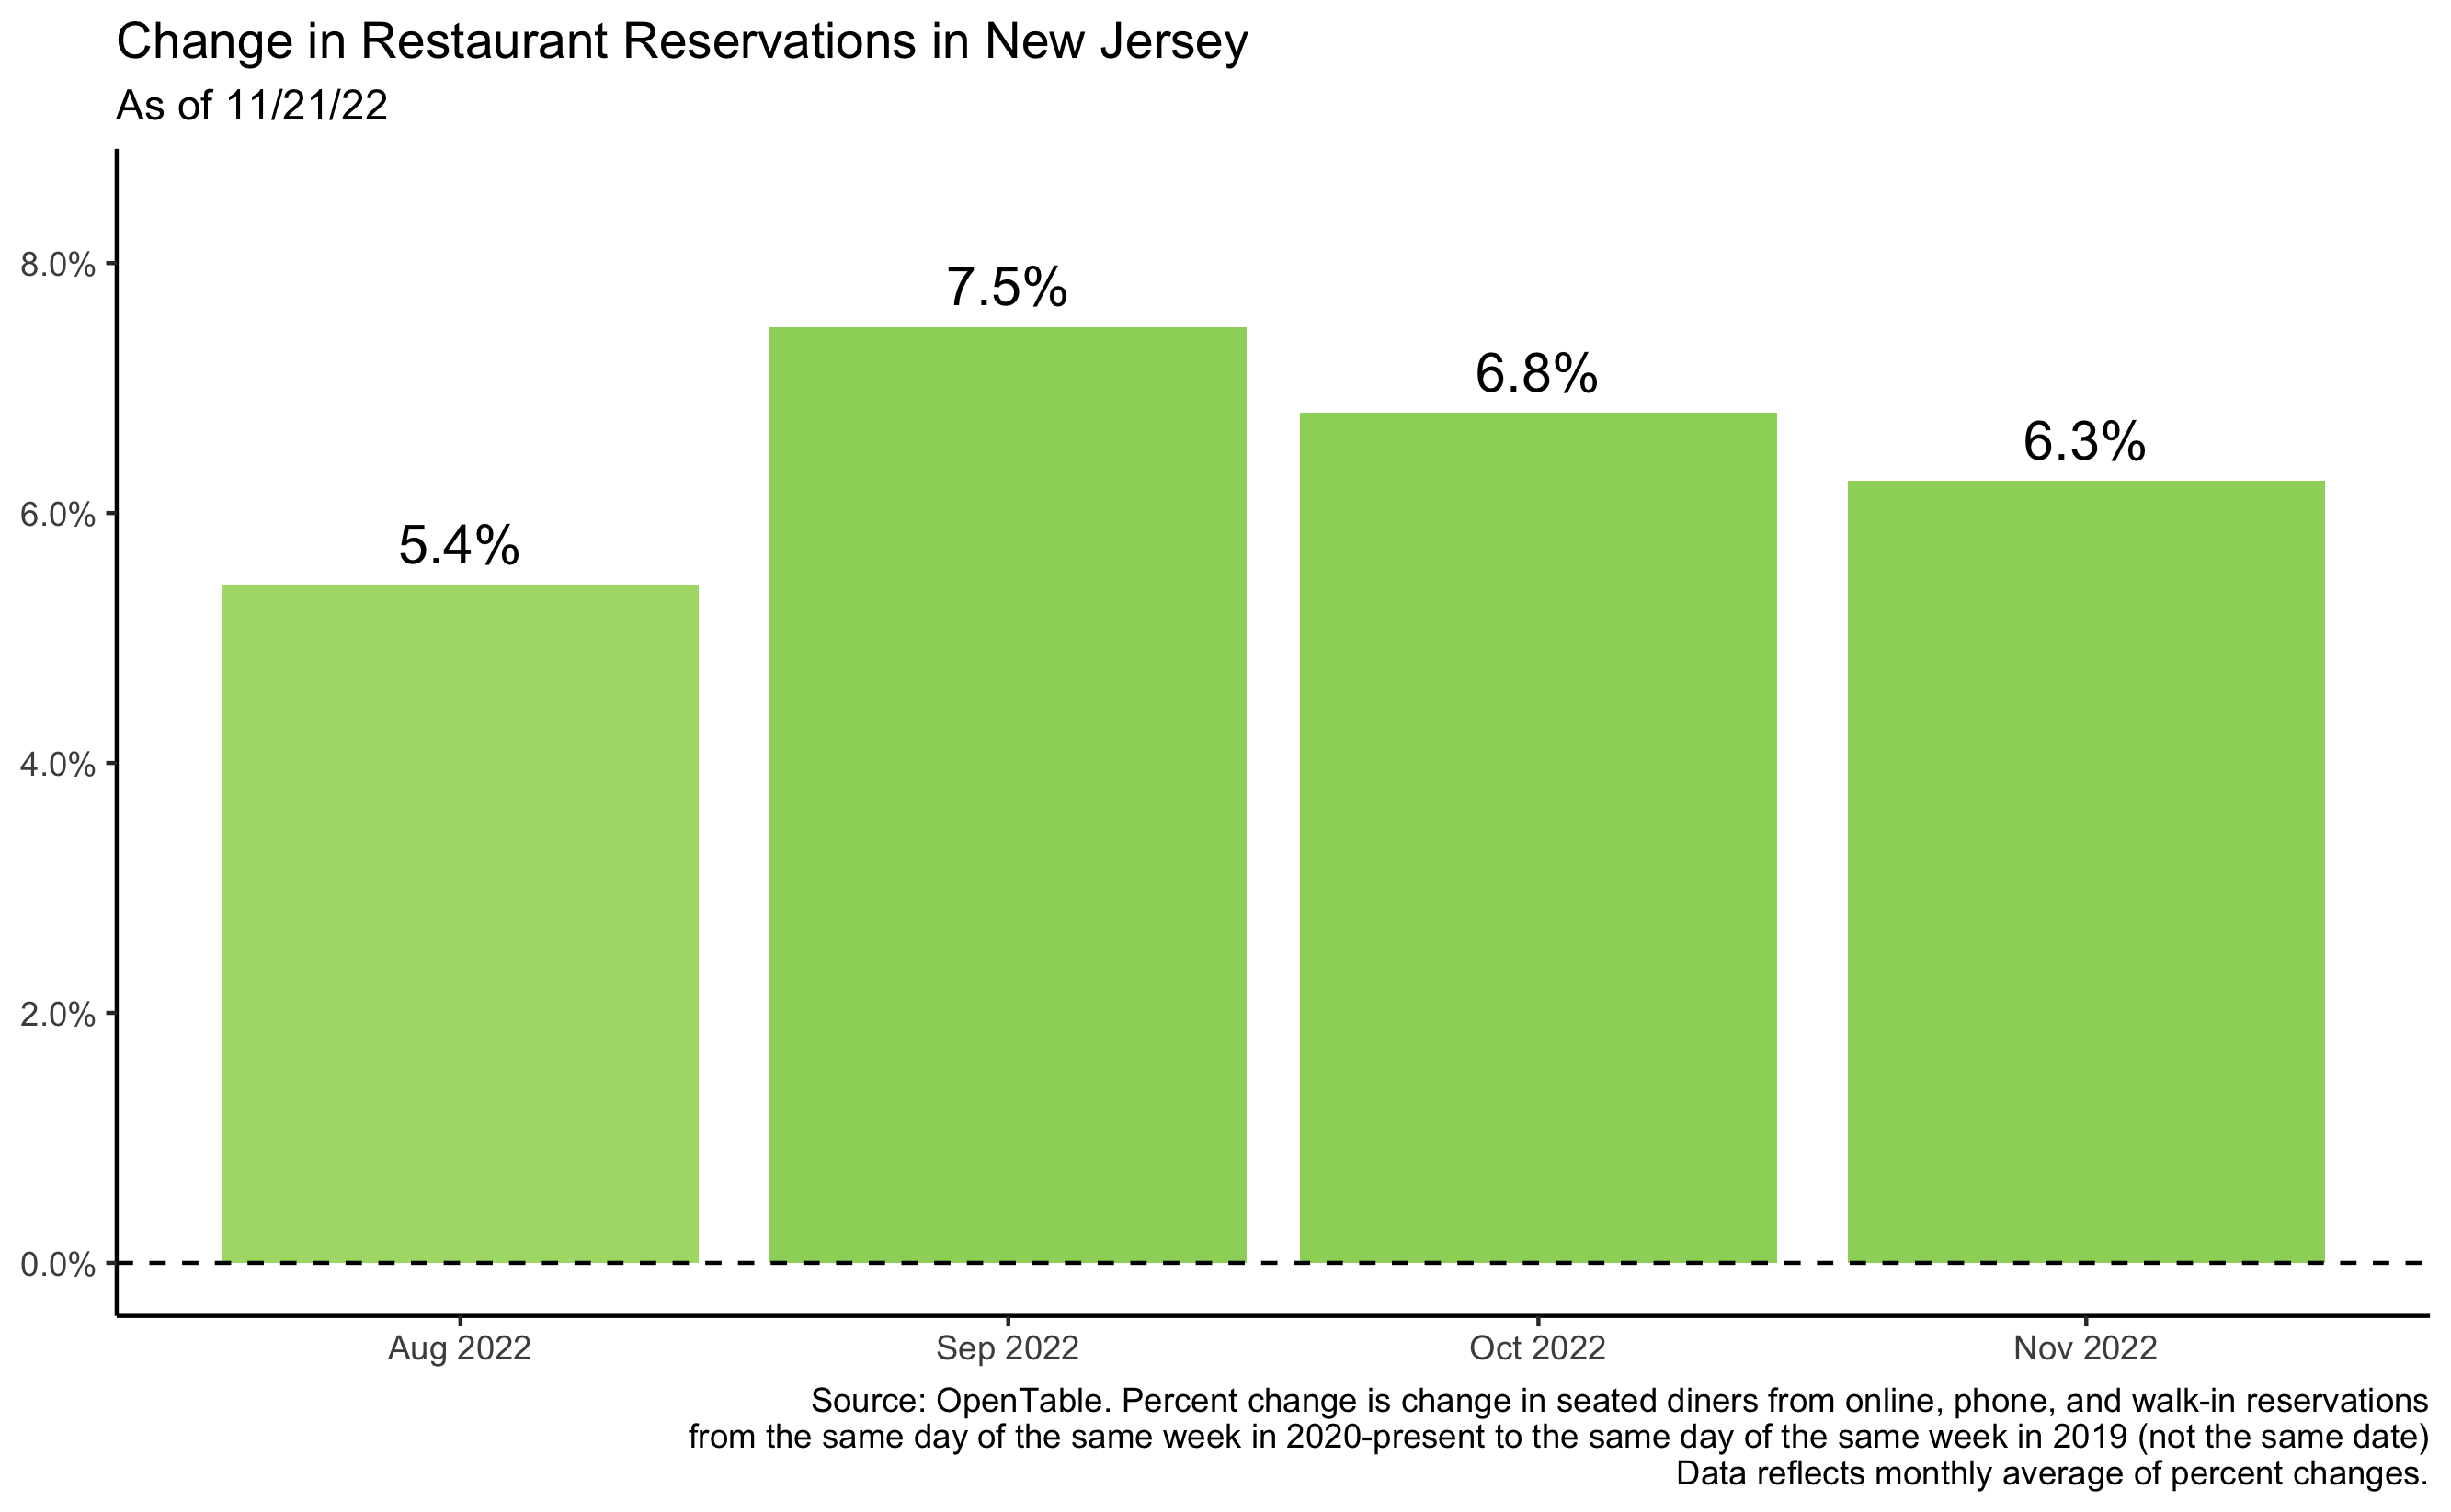 Change in Restaurant Reservations in New Jersey
As of 11/21/22
8.0%
6.0%
4.0%
2.0%
0.0%
5.4%
7.5%
6.8%
6.3%
Aug 2022
Sep 2022
Oct 2022
Nov 2022
Source: OpenTable. Percent change is change in seated diners from online, phone, and walk-in reservations
from the same day of the same week in 2020-present to the same day of the same week in 2019 (not the same date)
Data reflects monthly average of percent changes.